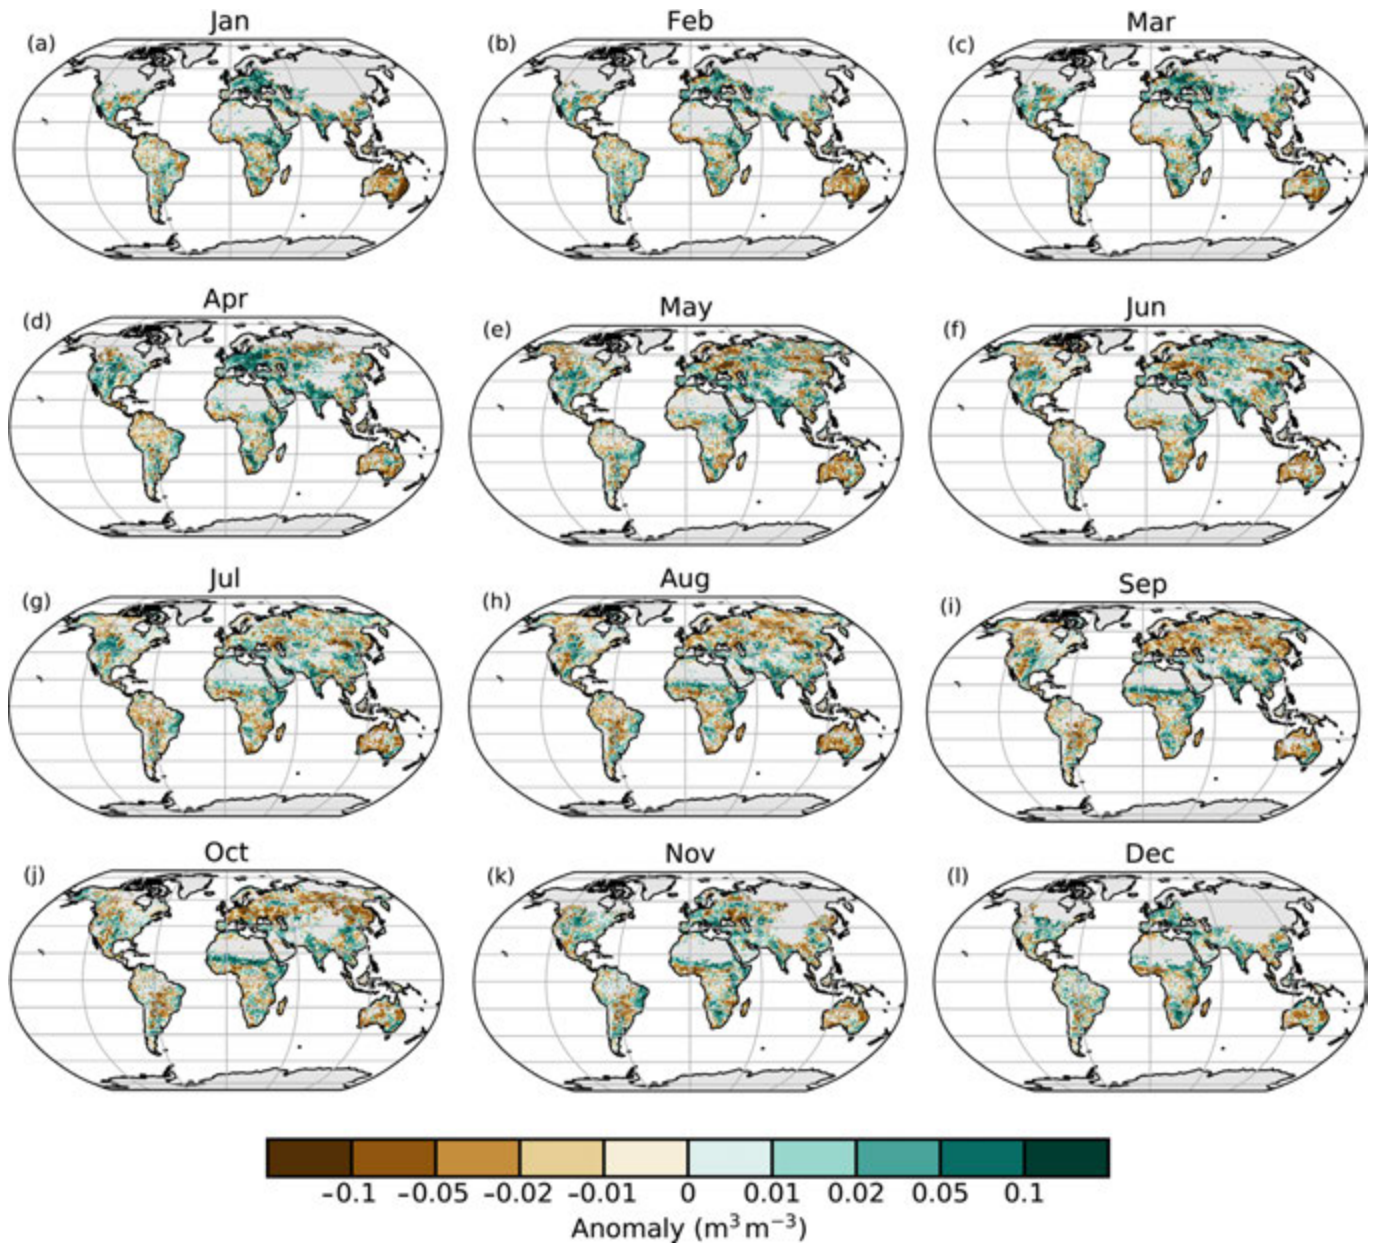 Jan Feb Mar
(a) (b) (c)
Apr May Jun
(d) (e) (f)
Jul Aug Sep
(g) (h) (i)
Oct Nov Dec
(j) (k) (l)
−0.1 −0.05 −0.02 −0.01 0 0.01 0.02 0.05 0.1
Anomaly (m³ m⁻³)